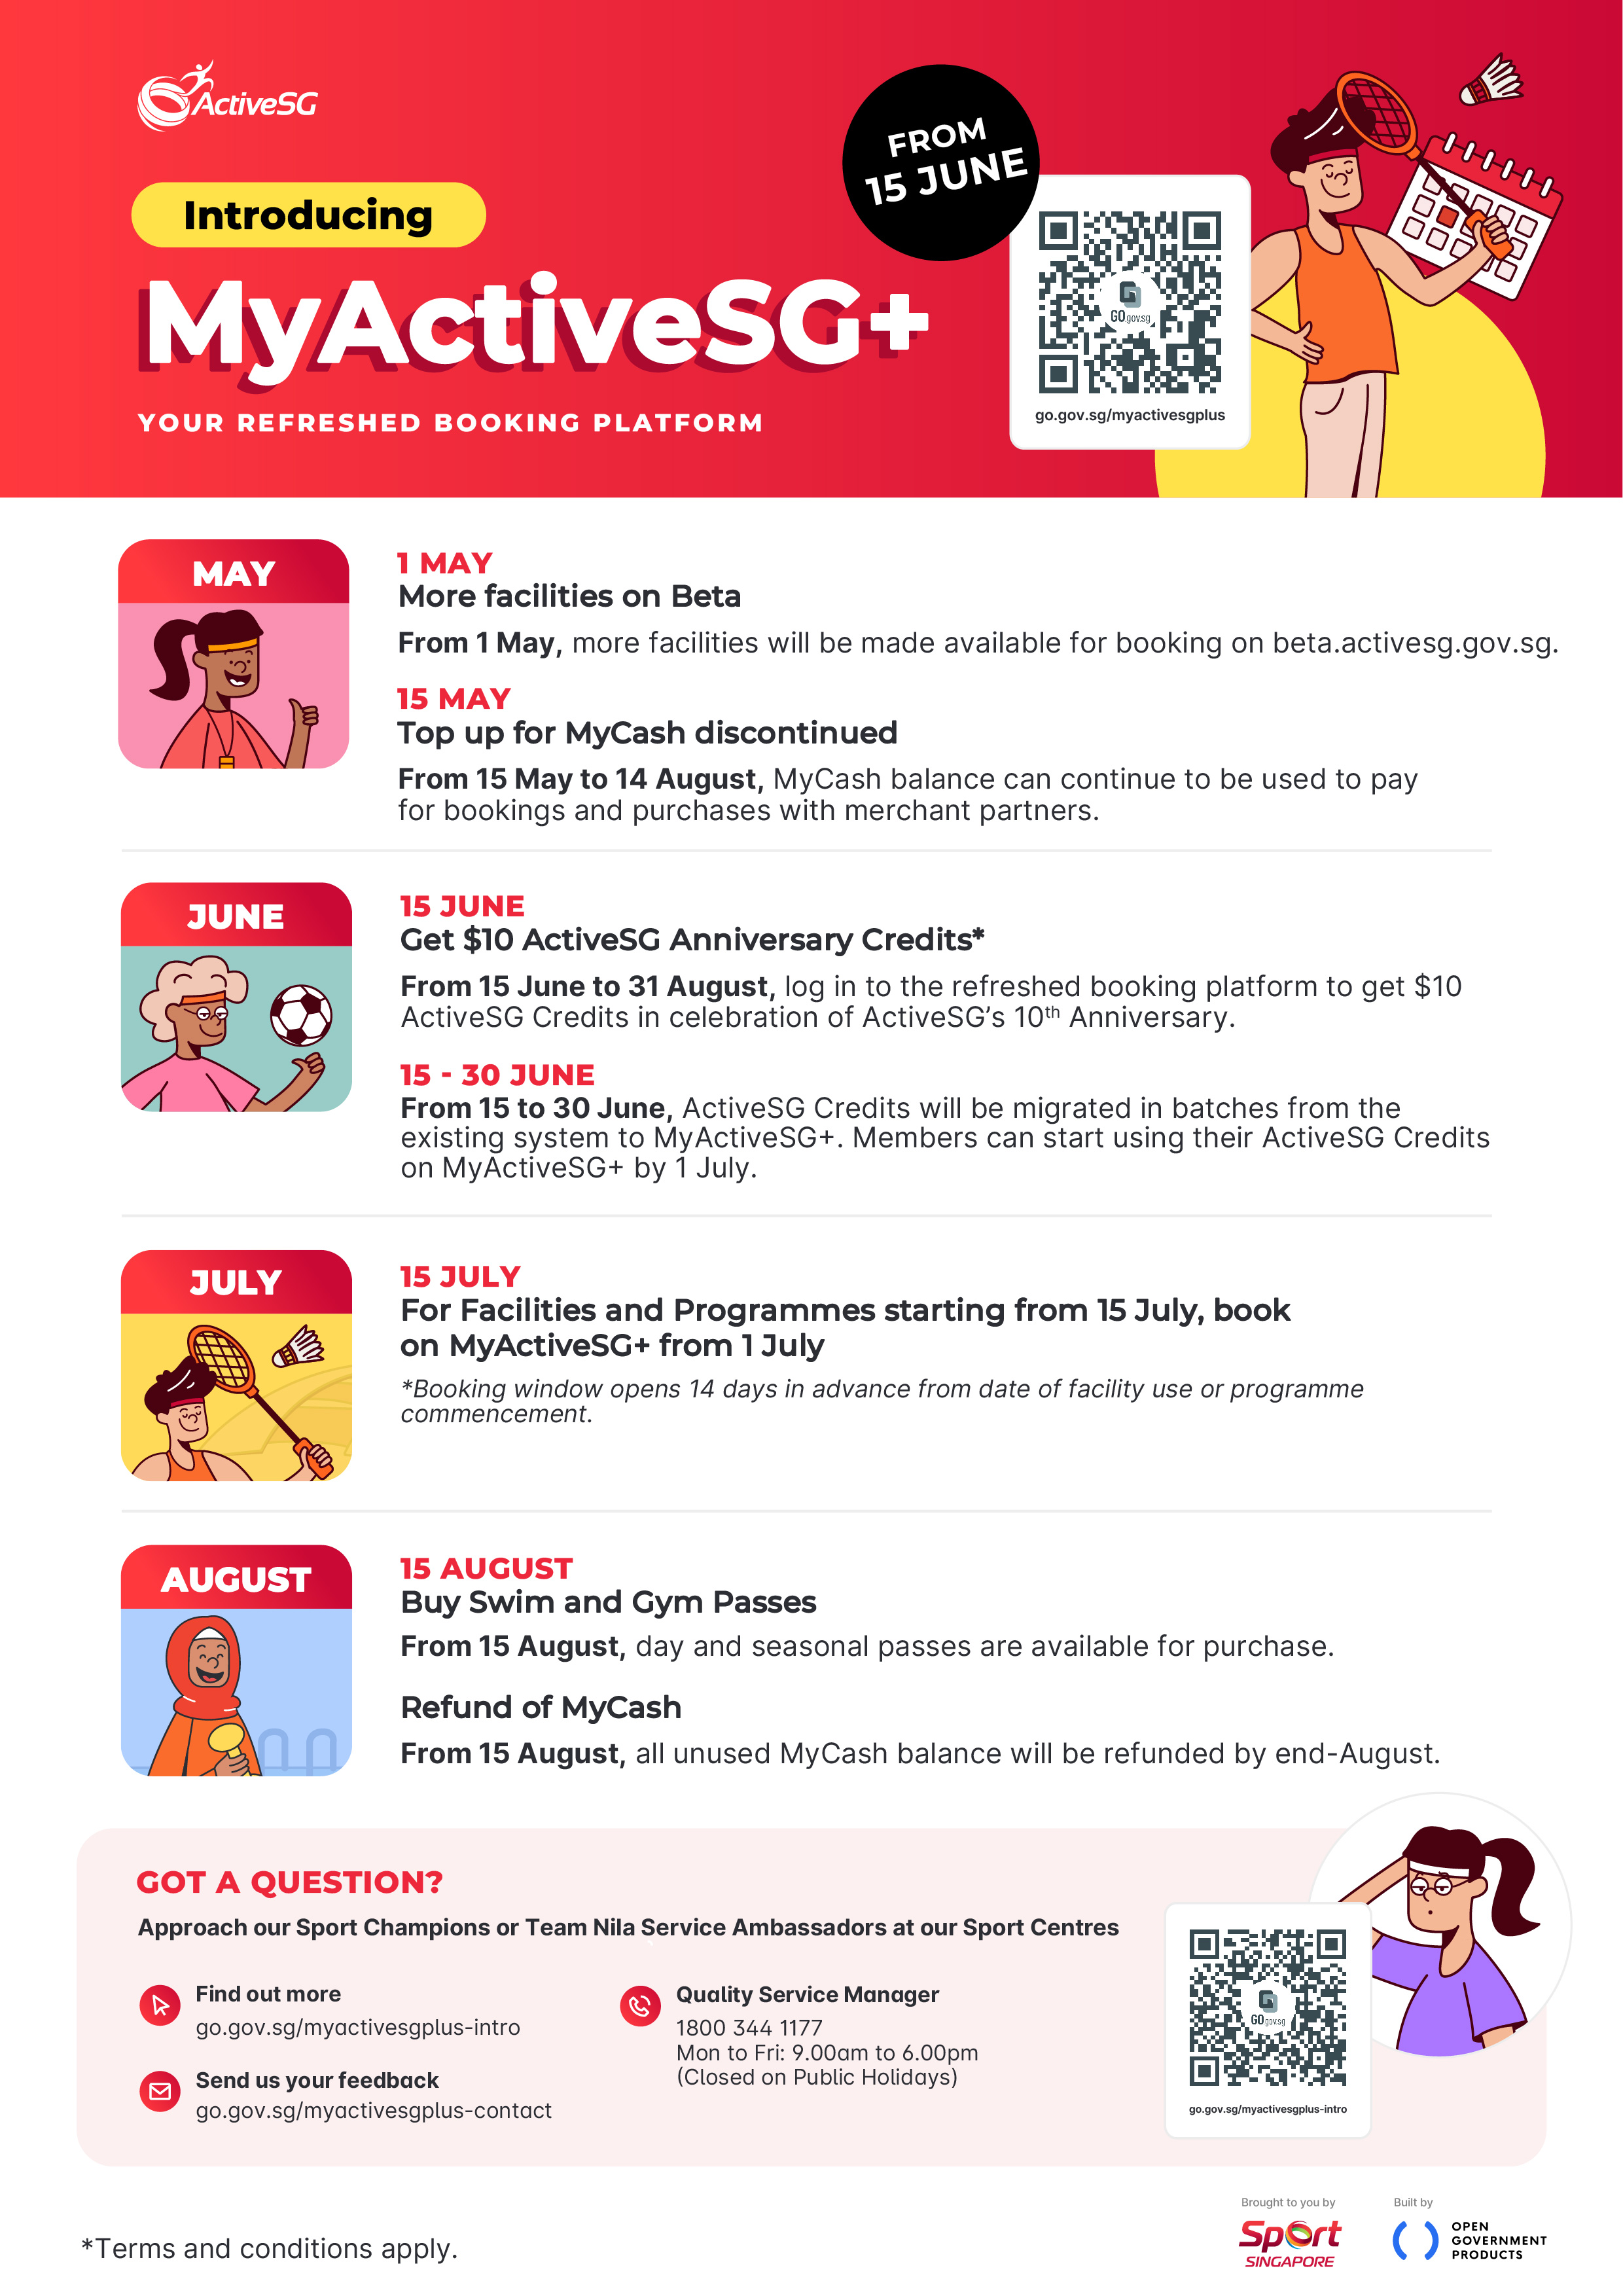 ActiveSG
Introducing
MyActiveSG+
YOUR REFRESHED BOOKING PLATFORM
FROM
15 JUNE
GO.gov.sg
go.gov.sg/myactivesgplus
MAY
1 MAY
More facilities on Beta
From 1 May, more facilities will be made available for booking on beta.activesg.gov.sg.
15 MAY
Top up for MyCash discontinued
From 15 May to 14 August, MyCash balance can continue to be used to pay
for bookings and purchases with merchant partners.
JUNE
15 JUNE
Get $10 ActiveSG Anniversary Credits*
From 15 June to 31 August, log in to the refreshed booking platform to get $10
ActiveSG Credits in celebration of ActiveSG’s 10th Anniversary.
15 - 30 JUNE
From 15 to 30 June, ActiveSG Credits will be migrated in batches from the
existing system to MyActiveSG+. Members can start using their ActiveSG Credits
on MyActiveSG+ by 1 July.
JULY
15 JULY
For Facilities and Programmes starting from 15 July, book
on MyActiveSG+ from 1 July
*Booking window opens 14 days in advance from date of facility use or programme
commencement.
AUGUST
15 AUGUST
Buy Swim and Gym Passes
From 15 August, day and seasonal passes are available for purchase.
Refund of MyCash
From 15 August, all unused MyCash balance will be refunded by end-August.
GOT A QUESTION?
Approach our Sport Champions or Team Nila Service Ambassadors at our Sport Centres
Find out more
go.gov.sg/myactivesgplus-intro
Send us your feedback
go.gov.sg/myactivesgplus-contact
Quality Service Manager
1800 344 1177
Mon to Fri: 9.00am to 6.00pm
(Closed on Public Holidays)
GO.gov.sg
go.gov.sg/myactivesgplus-intro
*Terms and conditions apply.
Brought to you by
Sport
SINGAPORE
Built by
OPEN
GOVERNMENT
PRODUCTS